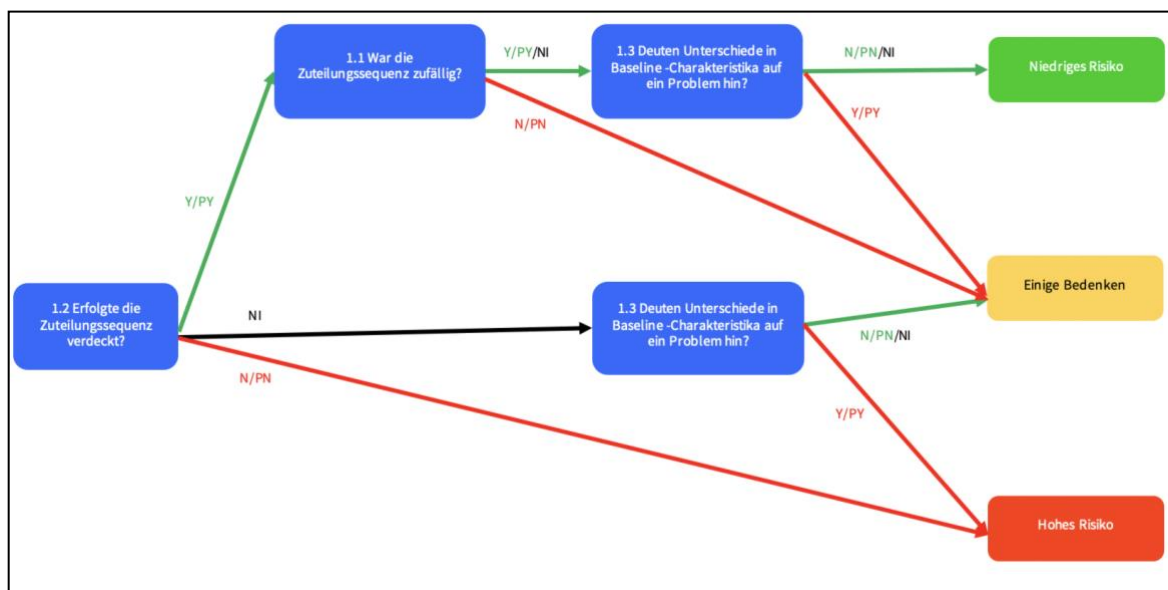 1.1 War die
Zuteilungssequenz zufällig?
Y/PY/NI
1.3 Deuten Unterschiede in
Baseline -Charakteristika auf
ein Problem hin?
N/PN/NI
Niedriges Risiko
N/PN
Y/PY
Y/PY
1.2 Erfolgte die
Zuteilungssequenz
verdeckt?
NI
1.3 Deuten Unterschiede in
Baseline -Charakteristika auf
ein Problem hin?
Einige Bedenken
N/PN/NI
N/PN
Y/PY
Hohes Risiko